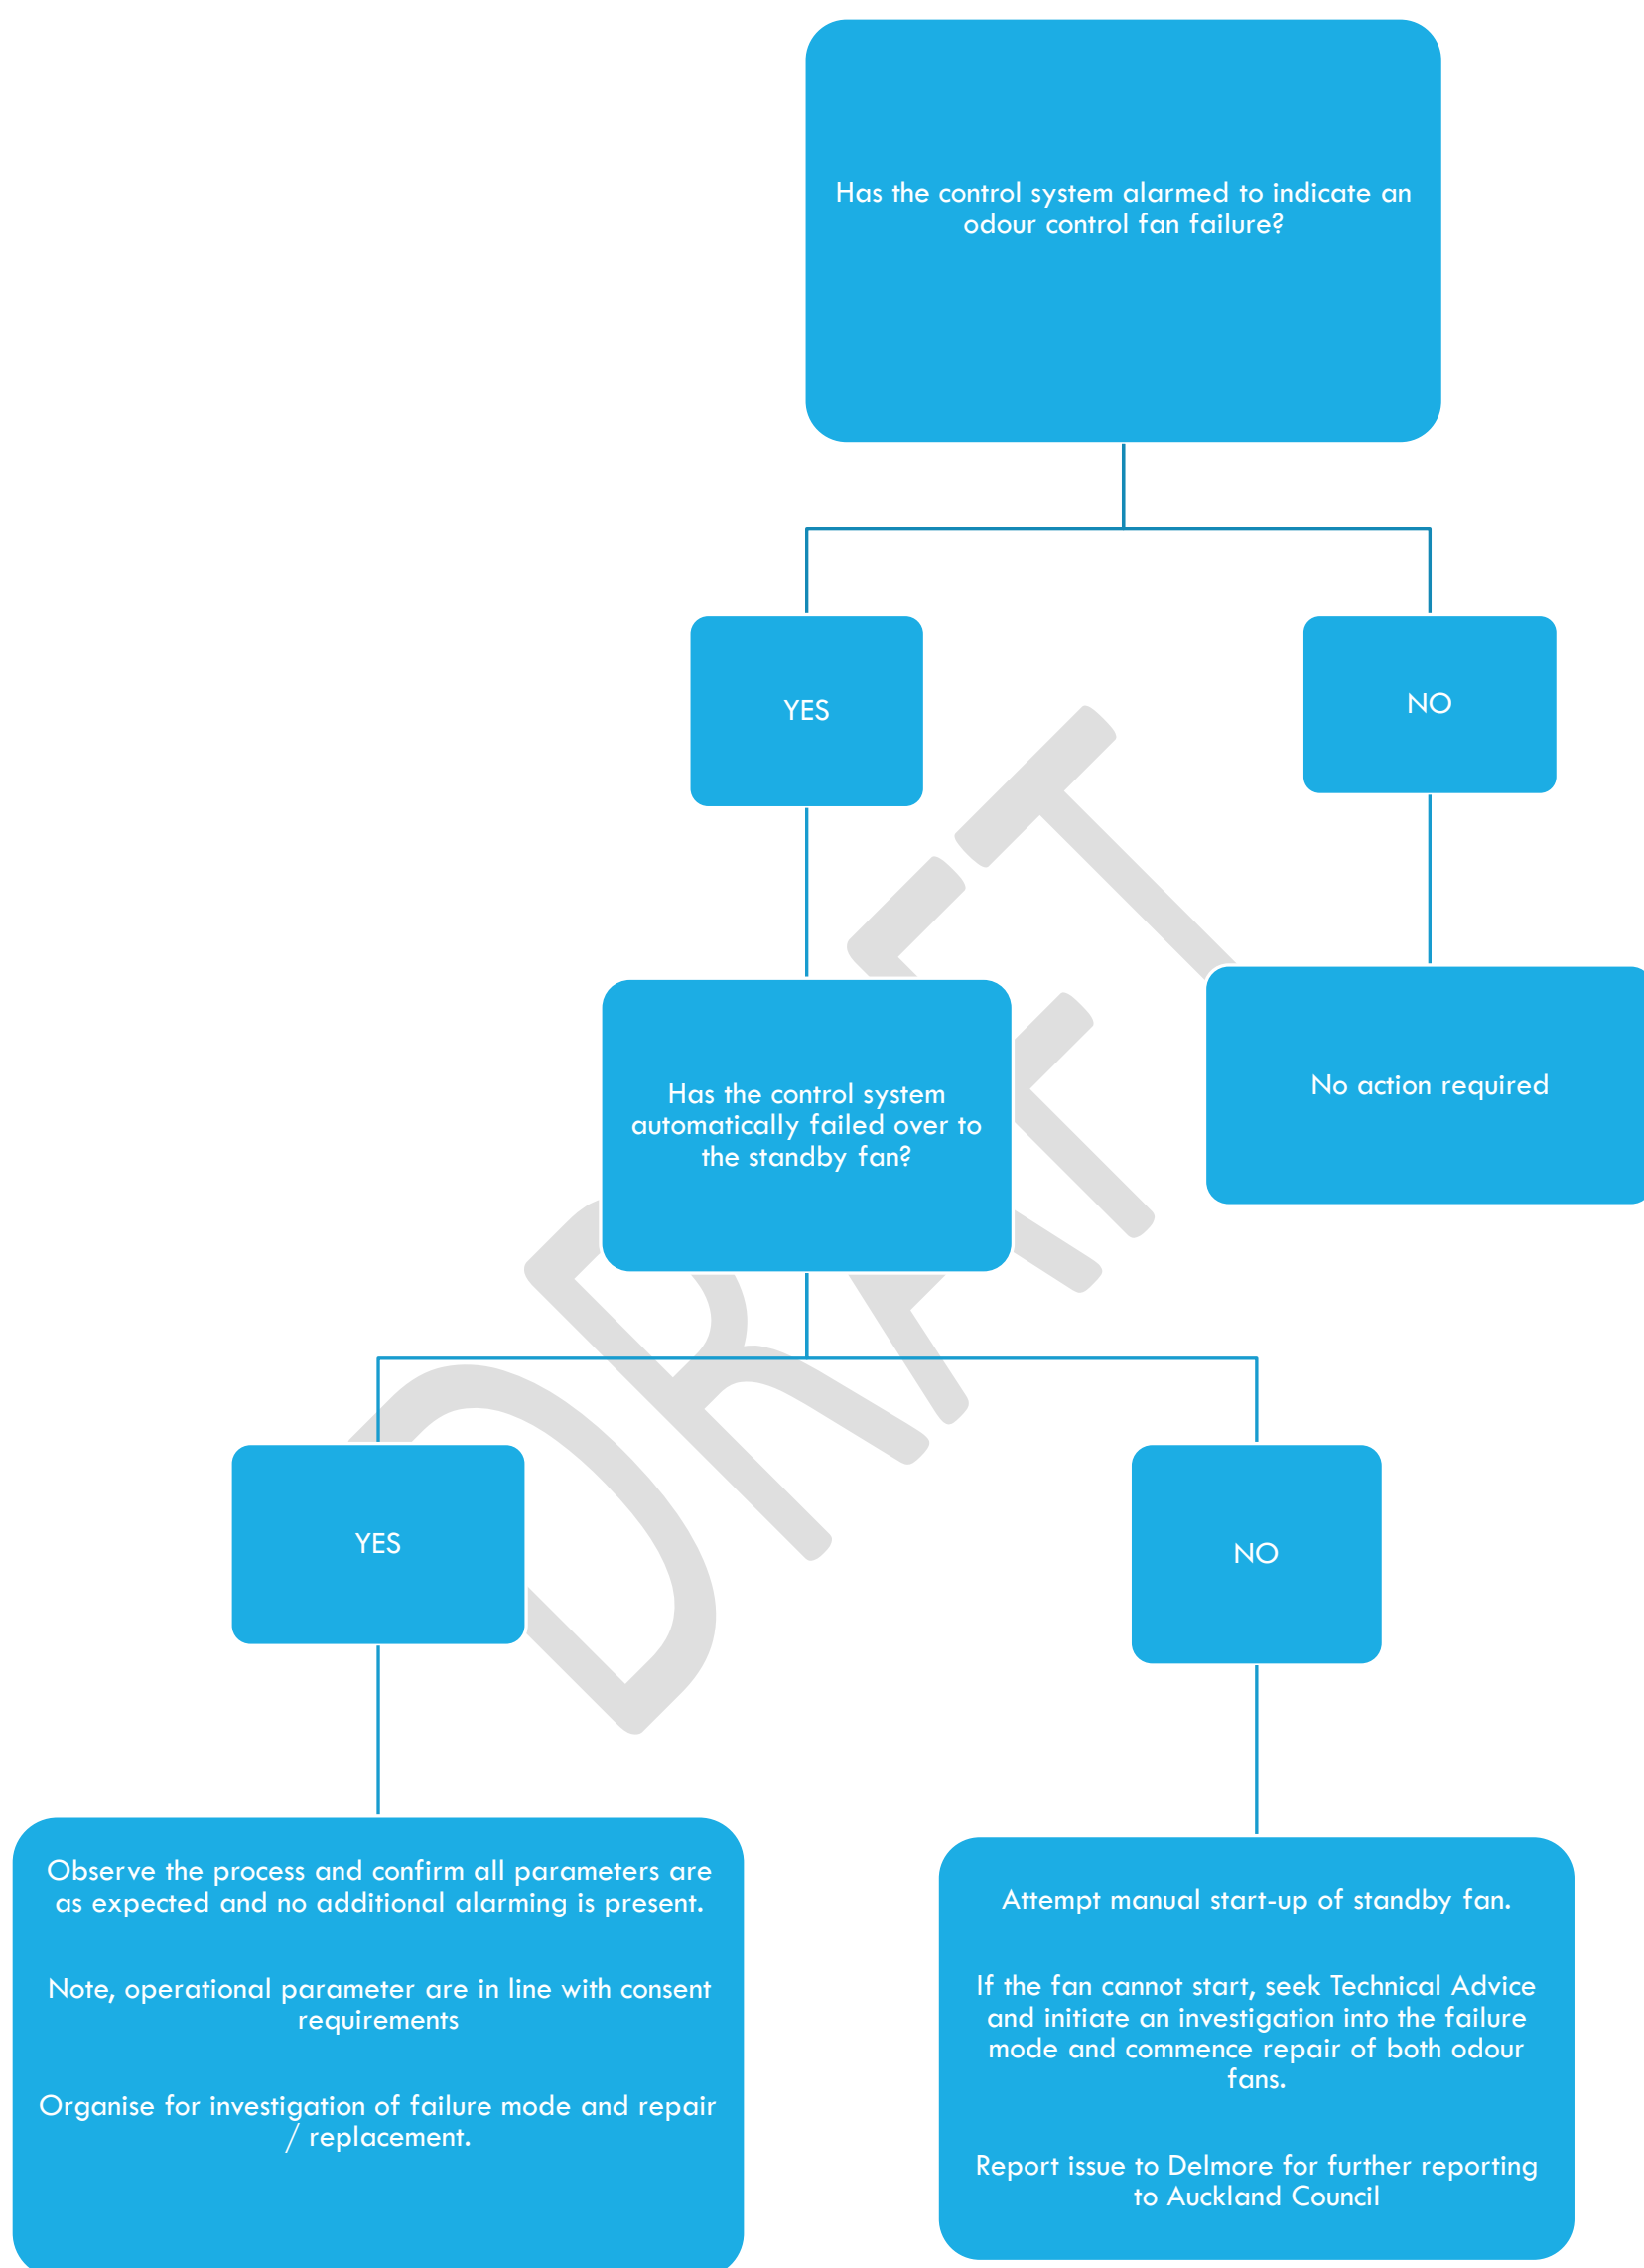 Has the control system alarmed to indicate an
odour control fan failure?
YES
NO
Has the control system
automatically failed over to
the standby fan?
No action required
YES
NO
Observe the process and confirm all parameters are
as expected and no additional alarming is present.
Note, operational parameter are in line with consent
requirements
Organise for investigation of failure mode and repair
/ replacement.
Attempt manual start-up of standby fan.
If the fan cannot start, seek Technical Advice
and initiate an investigation into the failure
mode and commence repair of both odour
fans.
Report issue to Delmore for further reporting
to Auckland Council
DRAFT